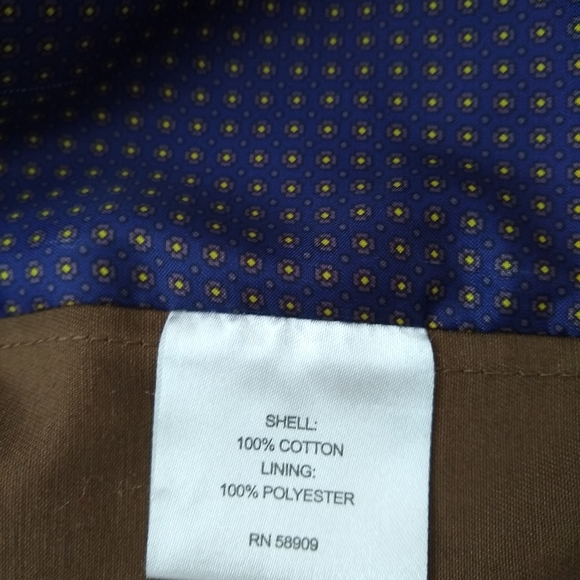 SHELL:
100% COTTON
LINING:
100% POLYESTER
RN 58909